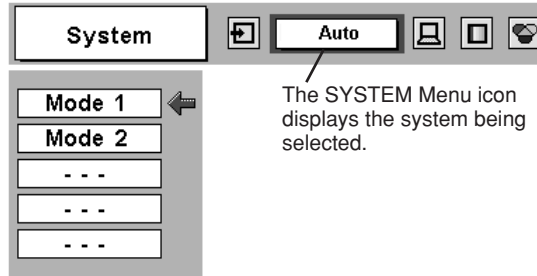 System
Auto
The SYSTEM Menu icon
displays the system being
selected.
Mode 1
Mode 2
- - -
- - -
- - -